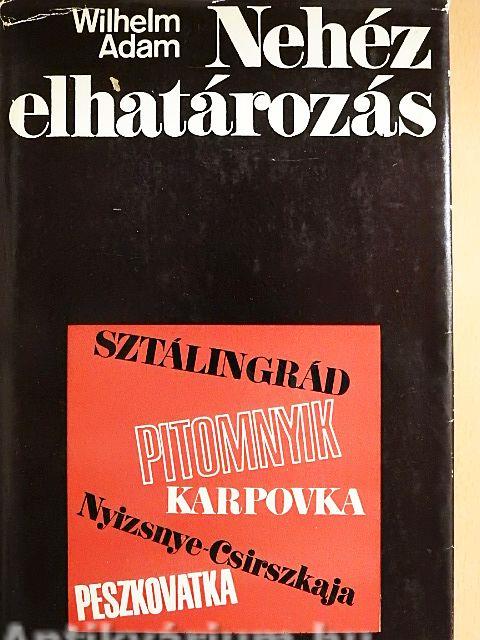 Wilhelm
Adam
Nehéz
elhatározás
SZTÁLINGRÁD
PITOMNYIK
KARPOVKA
Nyizsnye-Csirszkaja
PESZKOVATKA